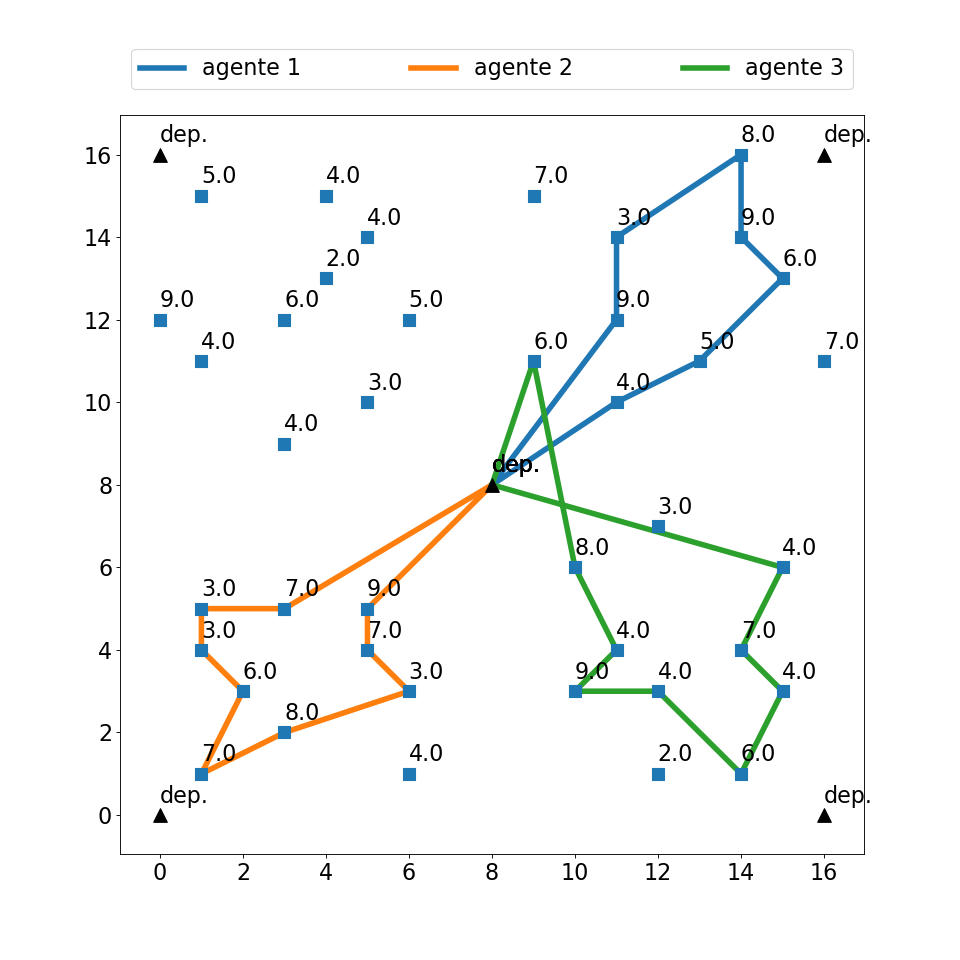 agente 1 agente 2 agente 3
dep. 8.0 dep.
16
5.0 4.0 7.0
4.0 3.0 9.0
14
2.0 6.0
9.0 6.0 5.0 9.0
12
4.0 6.0 5.0 7.0
3.0 4.0
10
4.0
dep. dep.
8
3.0
8.0 4.0
6
3.0 7.0 9.0
3.0 7.0 4.0 7.0
4
6.0 3.0 9.0 4.0 4.0
8.0
2
7.0 4.0 2.0 6.0
dep. dep.
0
0 2 4 6 8 10 12 14 16